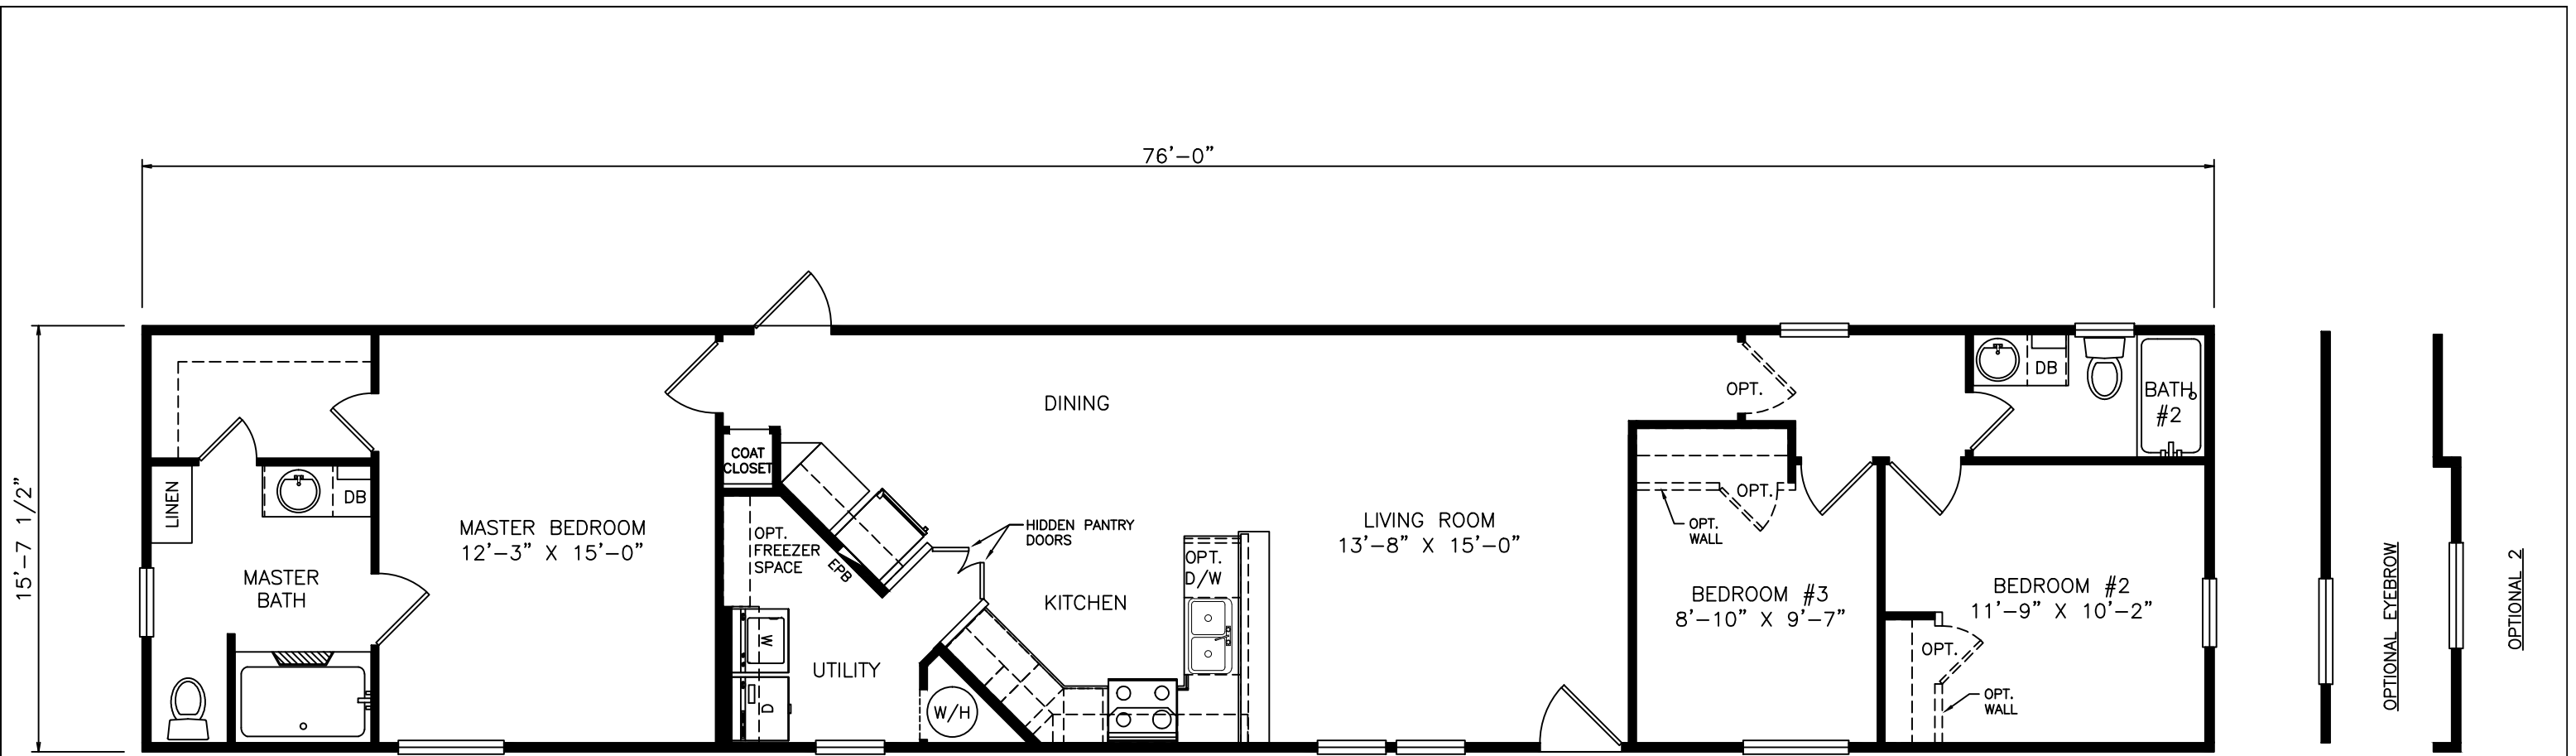 76'-0"
15'-7 1/2"
DINING
OPT.
DB
BATH
#2
COAT
CLOSET
LINEN
DB
MASTER BEDROOM
12'-3" X 15'-0"
OPT.
FREEZER
SPACE
EPB
HIDDEN PANTRY
DOORS
LIVING ROOM
13'-8" X 15'-0"
OPT.
D/W
OPT.
OPT.
WALL
MASTER
BATH
KITCHEN
BEDROOM #3
8'-10" X 9'-7"
BEDROOM #2
11'-9" X 10'-2"
W
UTILITY
D
W/H
OPT.
OPT.
WALL
OPTIONAL EYEBROW
OPTIONAL 2